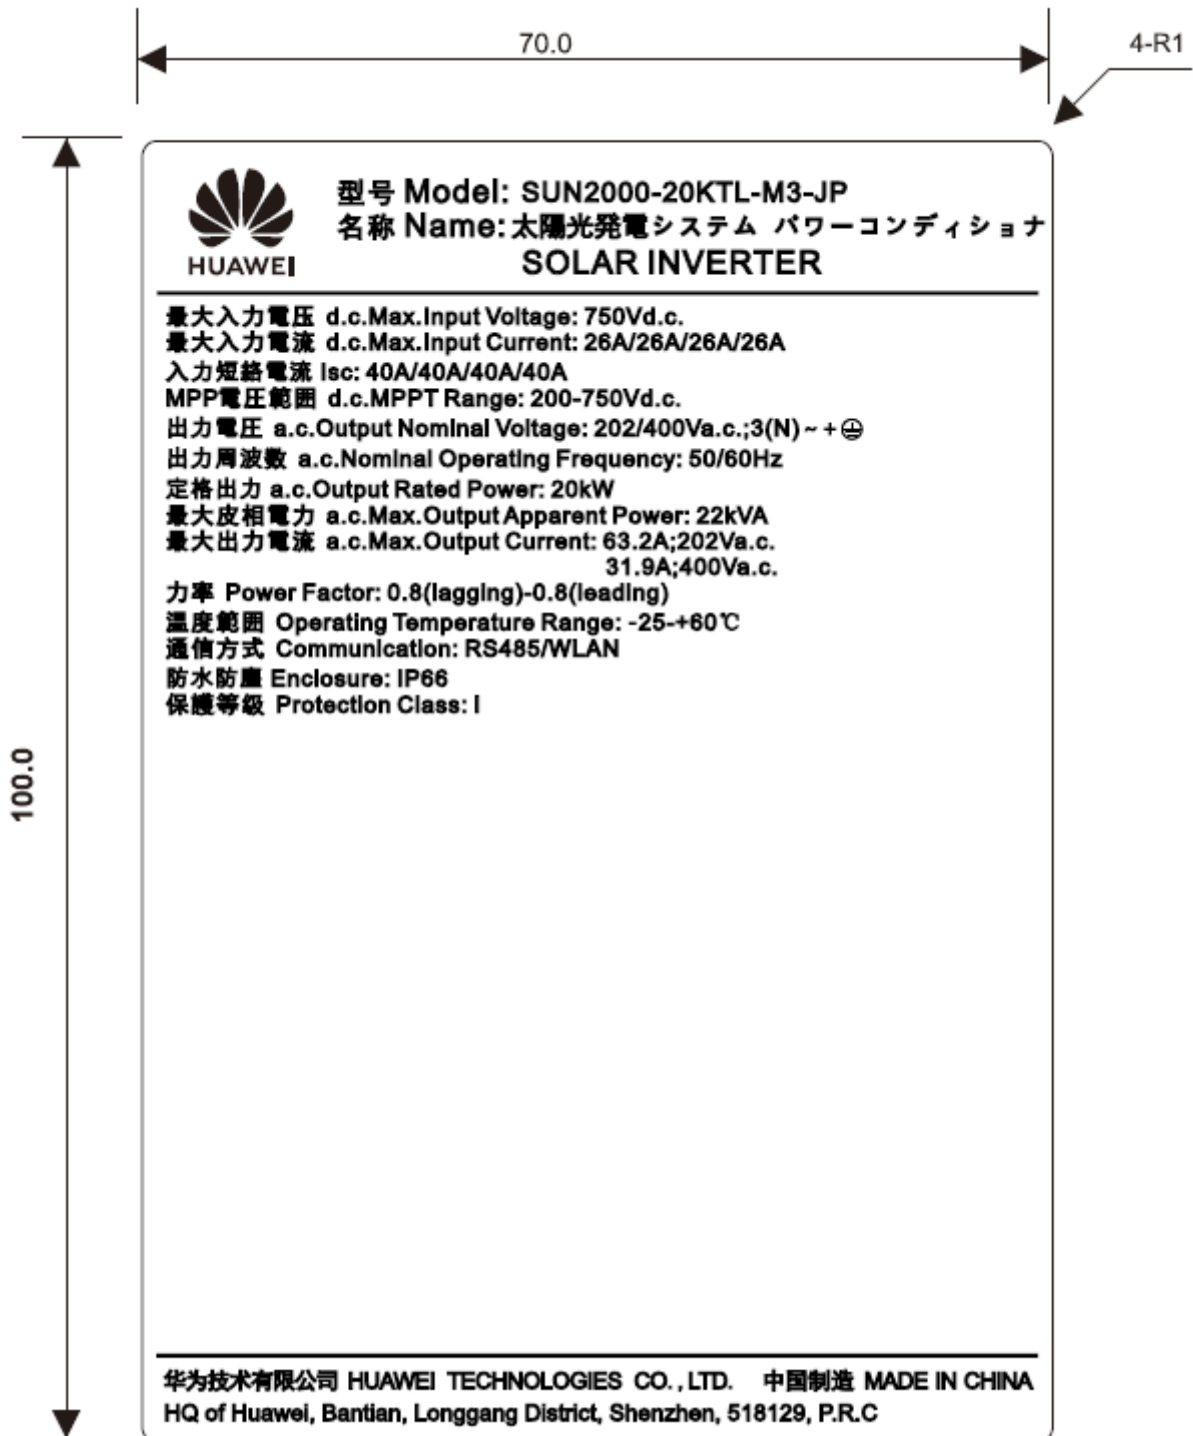 70.0
4-R1
100.0
HUAWEI
型号 Model: SUN2000-20KTL-M3-JP
名称 Name: 太陽光発電システム パワーコンディショナ
SOLAR INVERTER
最大入力電圧 d.c.Max.Input Voltage: 750Vd.c.
最大入力電流 d.c.Max.Input Current: 26A/26A/26A/26A
入力短絡電流 Isc: 40A/40A/40A/40A
MPP電圧範囲 d.c.MPPT Range: 200-750Vd.c.
出力電圧 a.c.Output Nominal Voltage: 202/400Va.c.;3(N)~+⏚
出力周波数 a.c.Nominal Operating Frequency: 50/60Hz
定格出力 a.c.Output Rated Power: 20kW
最大皮相電力 a.c.Max.Output Apparent Power: 22kVA
最大出力電流 a.c.Max.Output Current: 63.2A;202Va.c.
31.9A;400Va.c.
力率 Power Factor: 0.8(lagging)-0.8(leading)
温度範囲 Operating Temperature Range: -25-+60℃
通信方式 Communication: RS485/WLAN
防水防塵 Enclosure: IP66
保護等級 Protection Class: I
华为技术有限公司 HUAWEI TECHNOLOGIES CO., LTD. 中国制造 MADE IN CHINA
HQ of Huawei, Bantian, Longgang District, Shenzhen, 518129, P.R.C